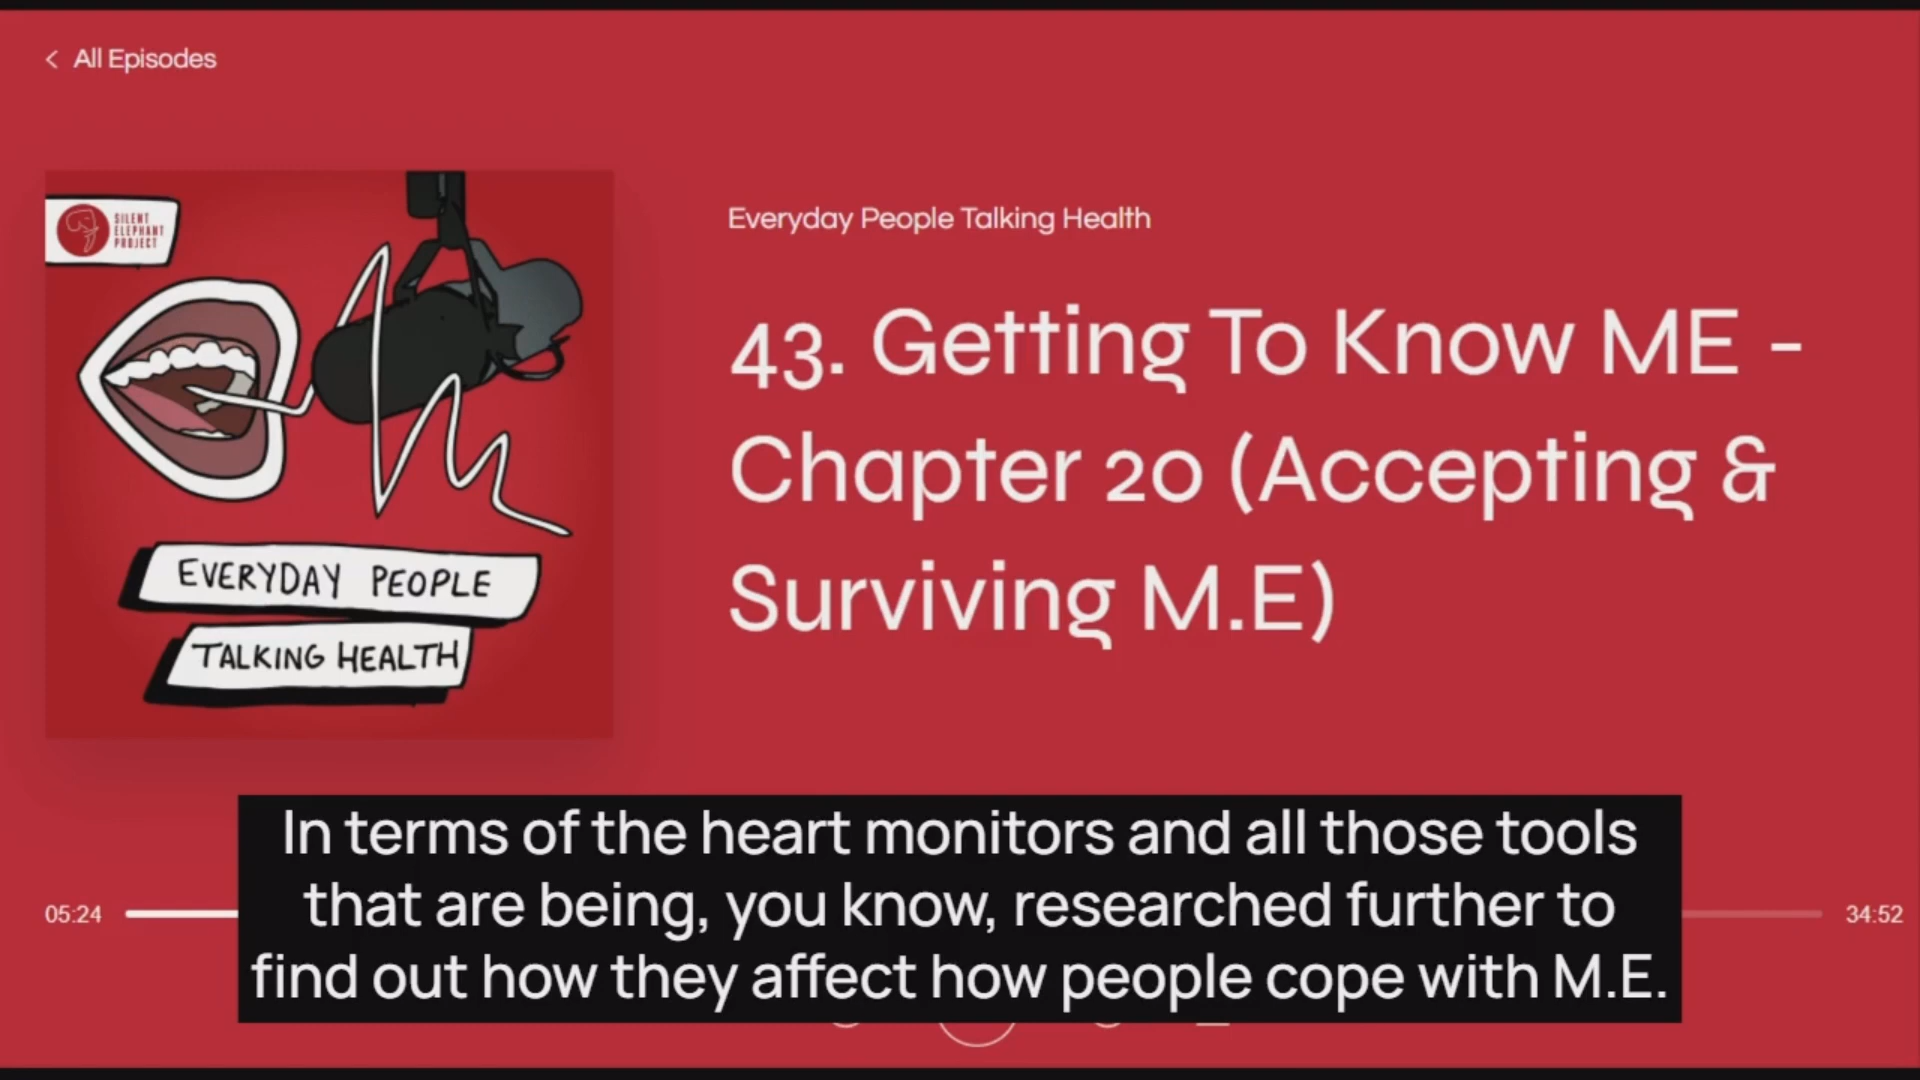 All Episodes
SILENT
ELEPHANT
PROJECT
EVERYDAY PEOPLE
TALKING HEALTH
Everyday People Talking Health
43. Getting To Know ME -
Chapter 20 (Accepting &
Surviving M.E)
In terms of the heart monitors and all those tools
that are being, you know, researched further to
find out how they affect how people cope with M.E.
05:24
34:52